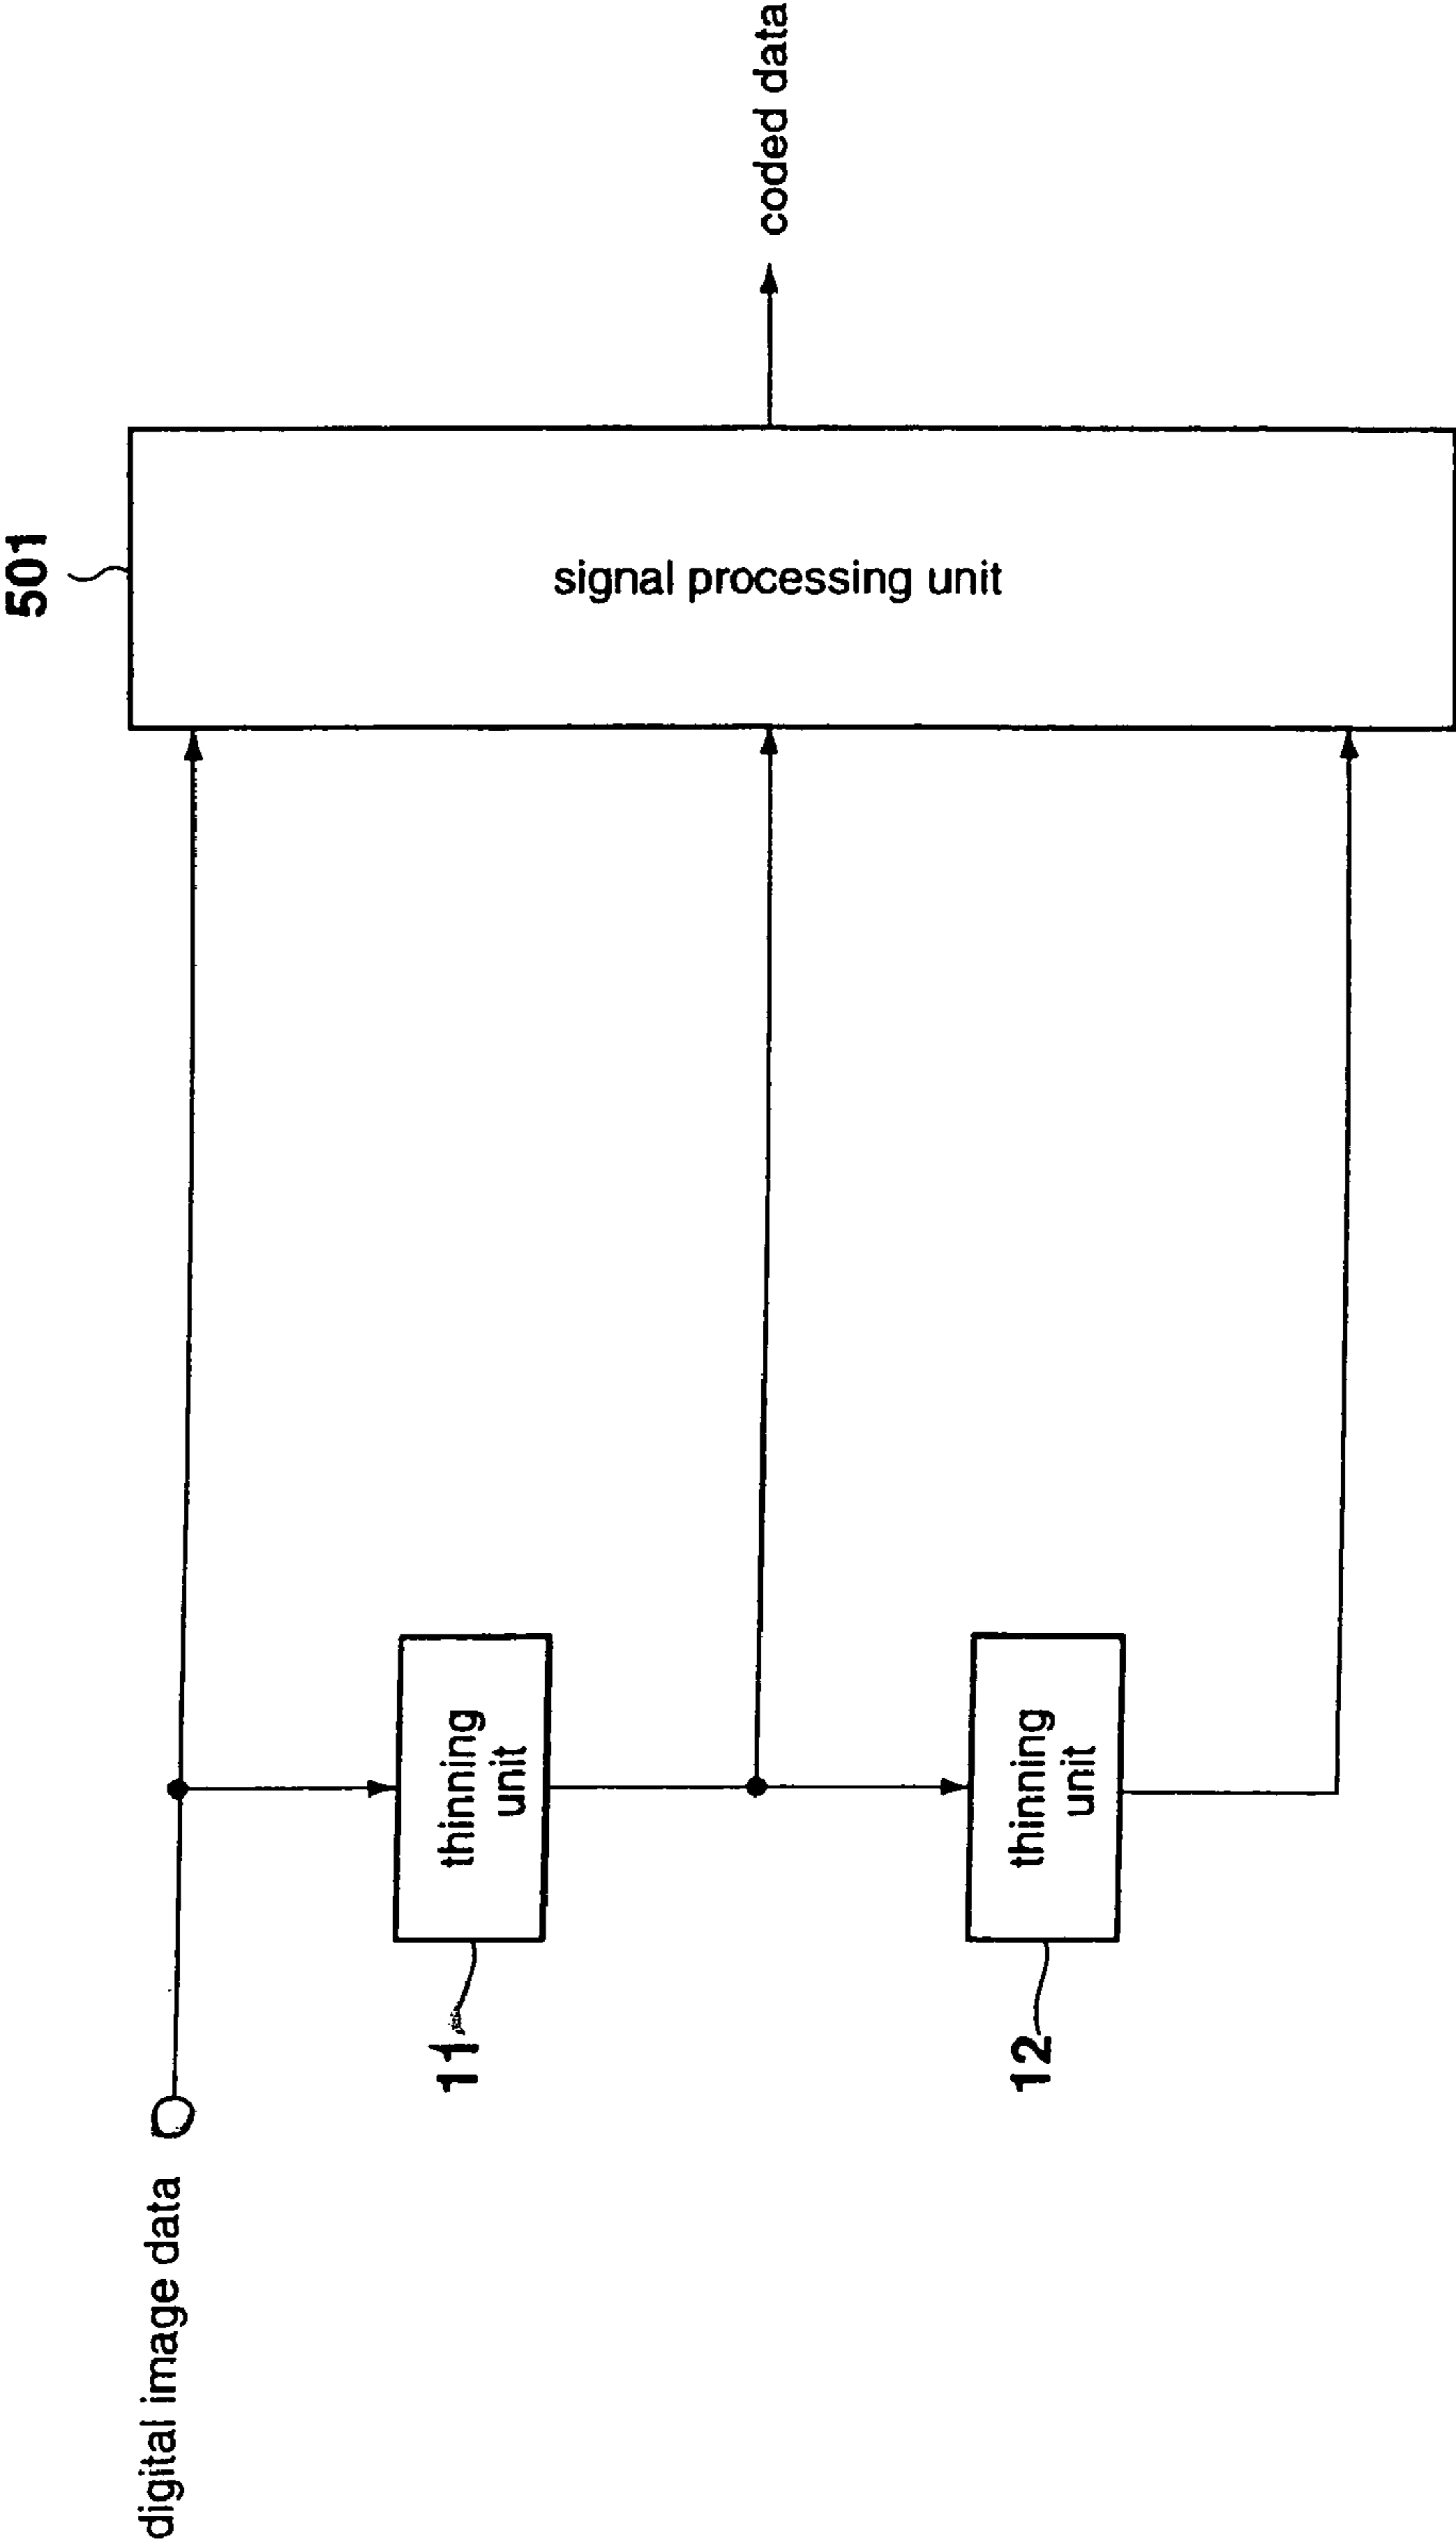 501
digital image data
signal processing unit
coded data
thinning
unit
11
thinning
unit
12